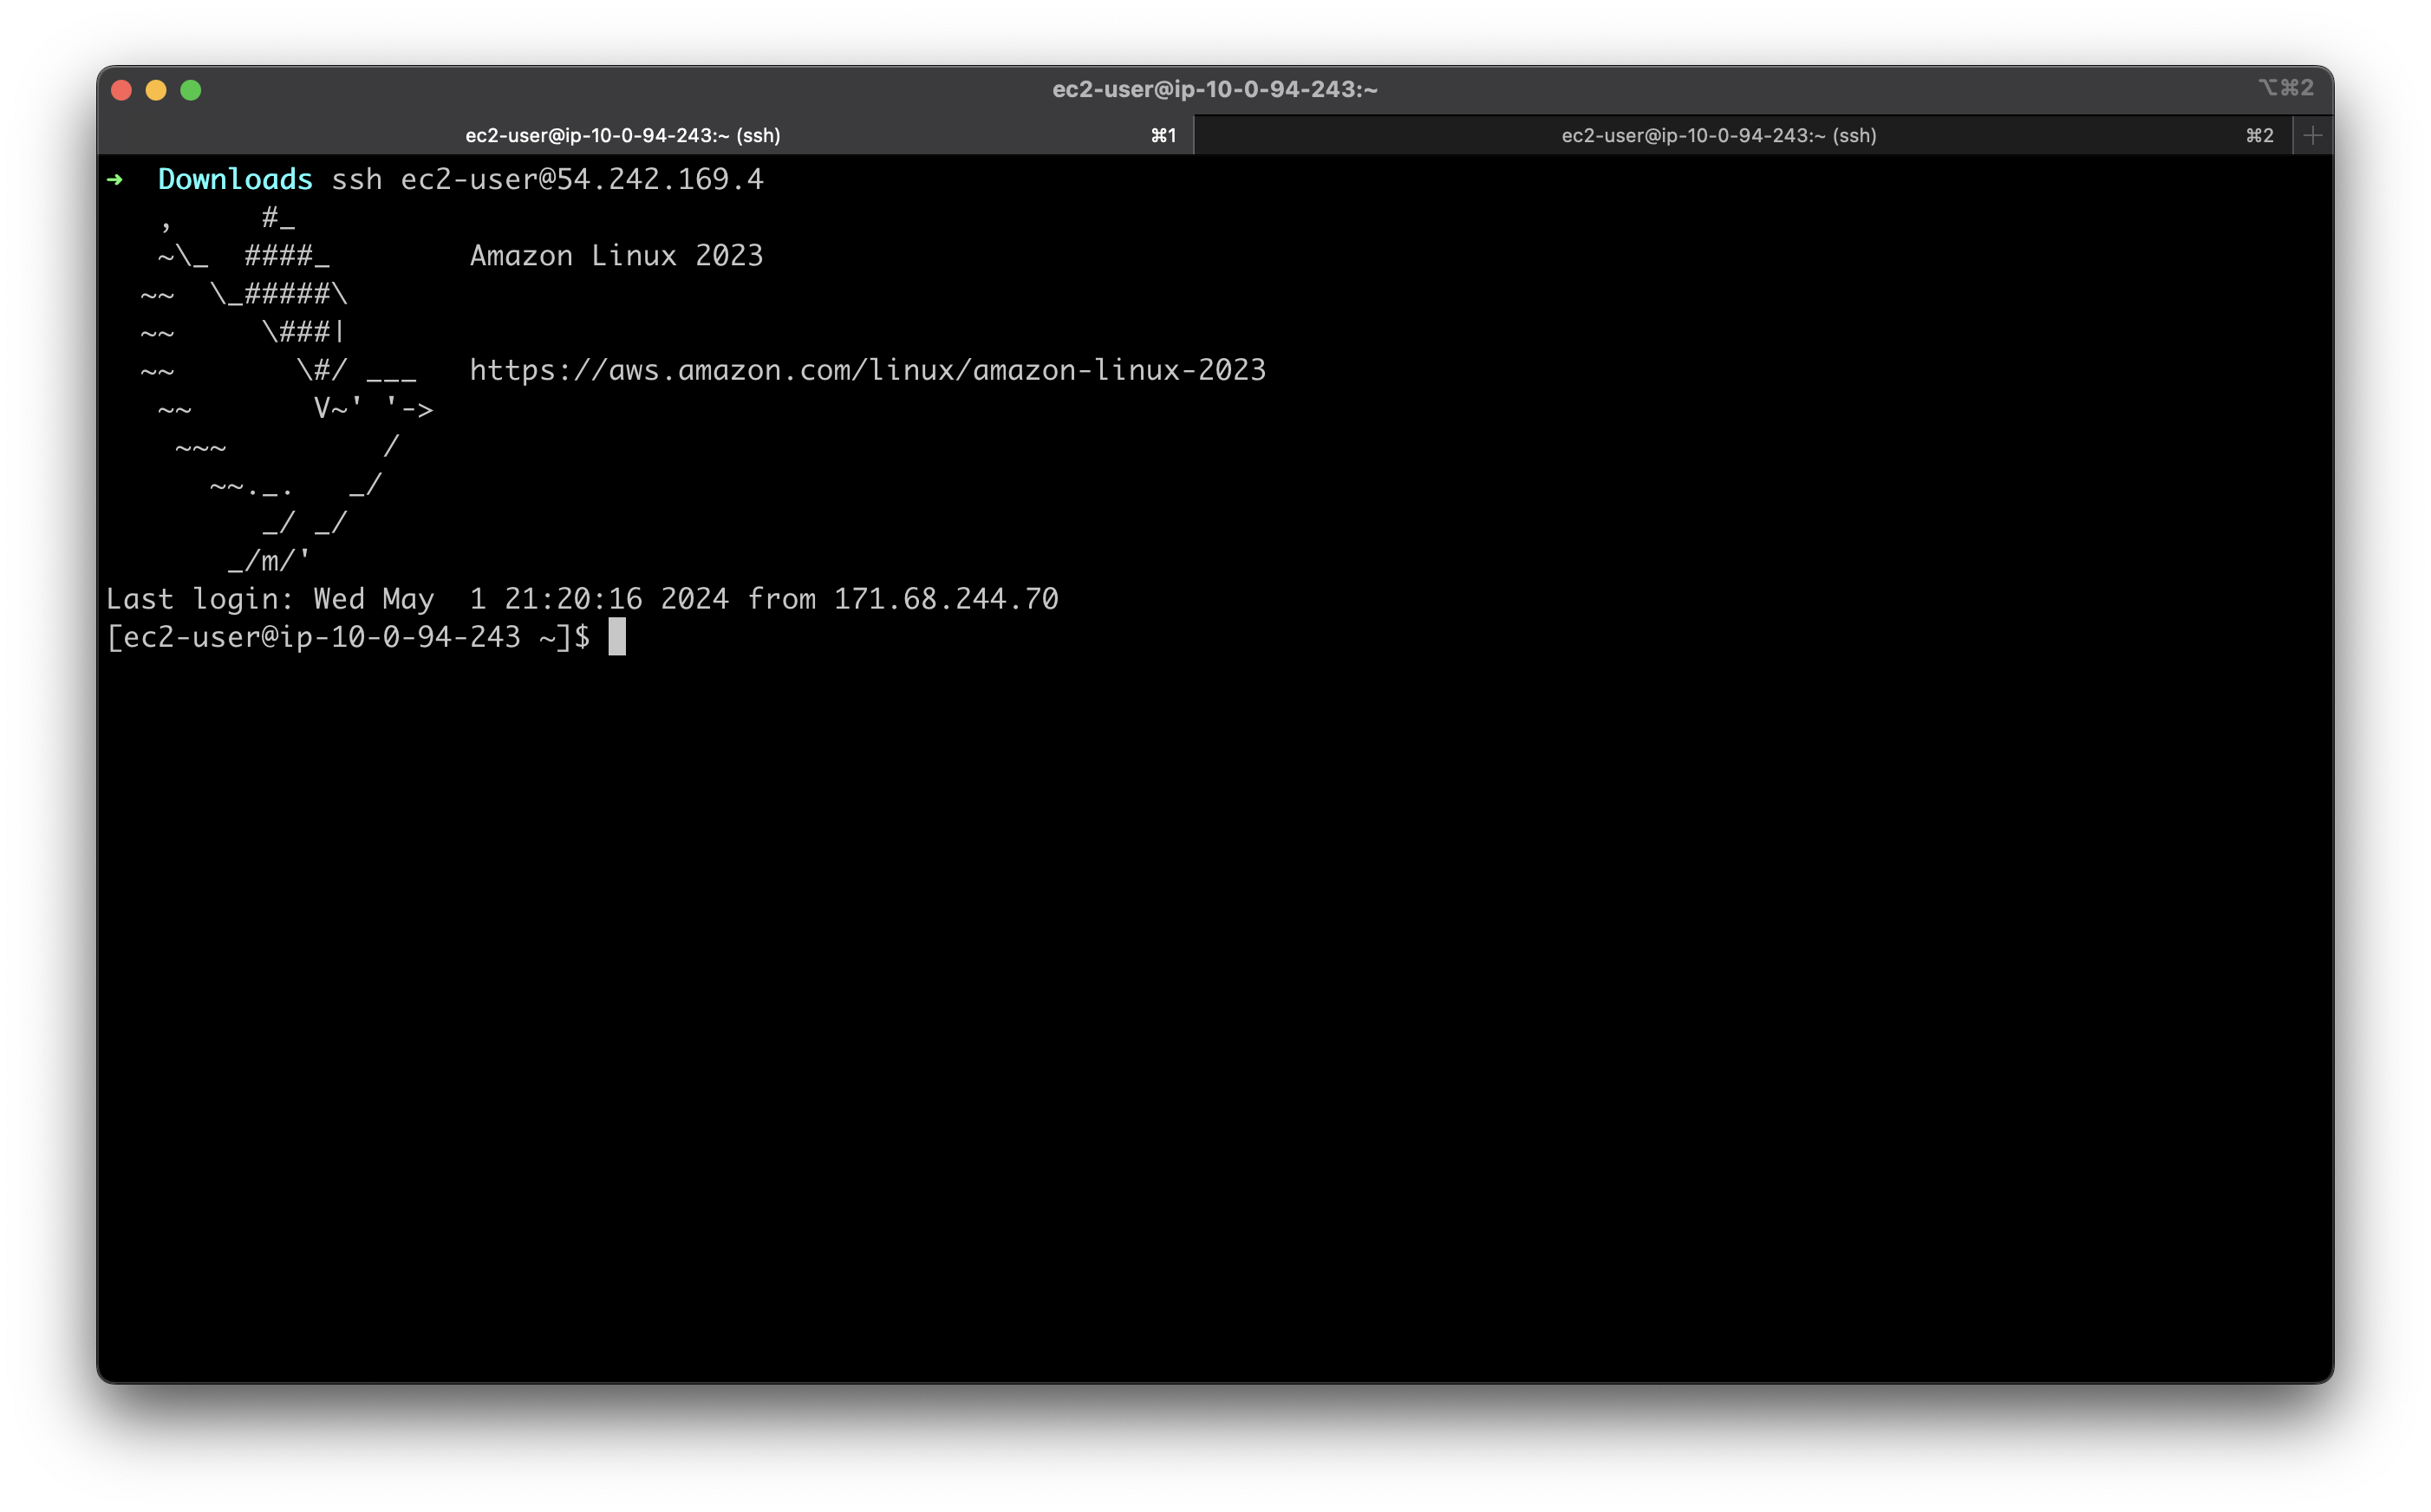 ec2-user@ip-10-0-94-243:~
⌥⌘2
ec2-user@ip-10-0-94-243:~ (ssh) ⌘1
ec2-user@ip-10-0-94-243:~ (ssh) ⌘2 +
➜  Downloads ssh ec2-user@54.242.169.4
   ,     #_
   ~\_  ####_        Amazon Linux 2023
  ~~  \_#####\
  ~~     \###|
  ~~       \#/ ___   https://aws.amazon.com/linux/amazon-linux-2023
   ~~       V~' '->
    ~~~         /
      ~~._.   _/
         _/ _/
       _/m/'
Last login: Wed May  1 21:20:16 2024 from 171.68.244.70
[ec2-user@ip-10-0-94-243 ~]$